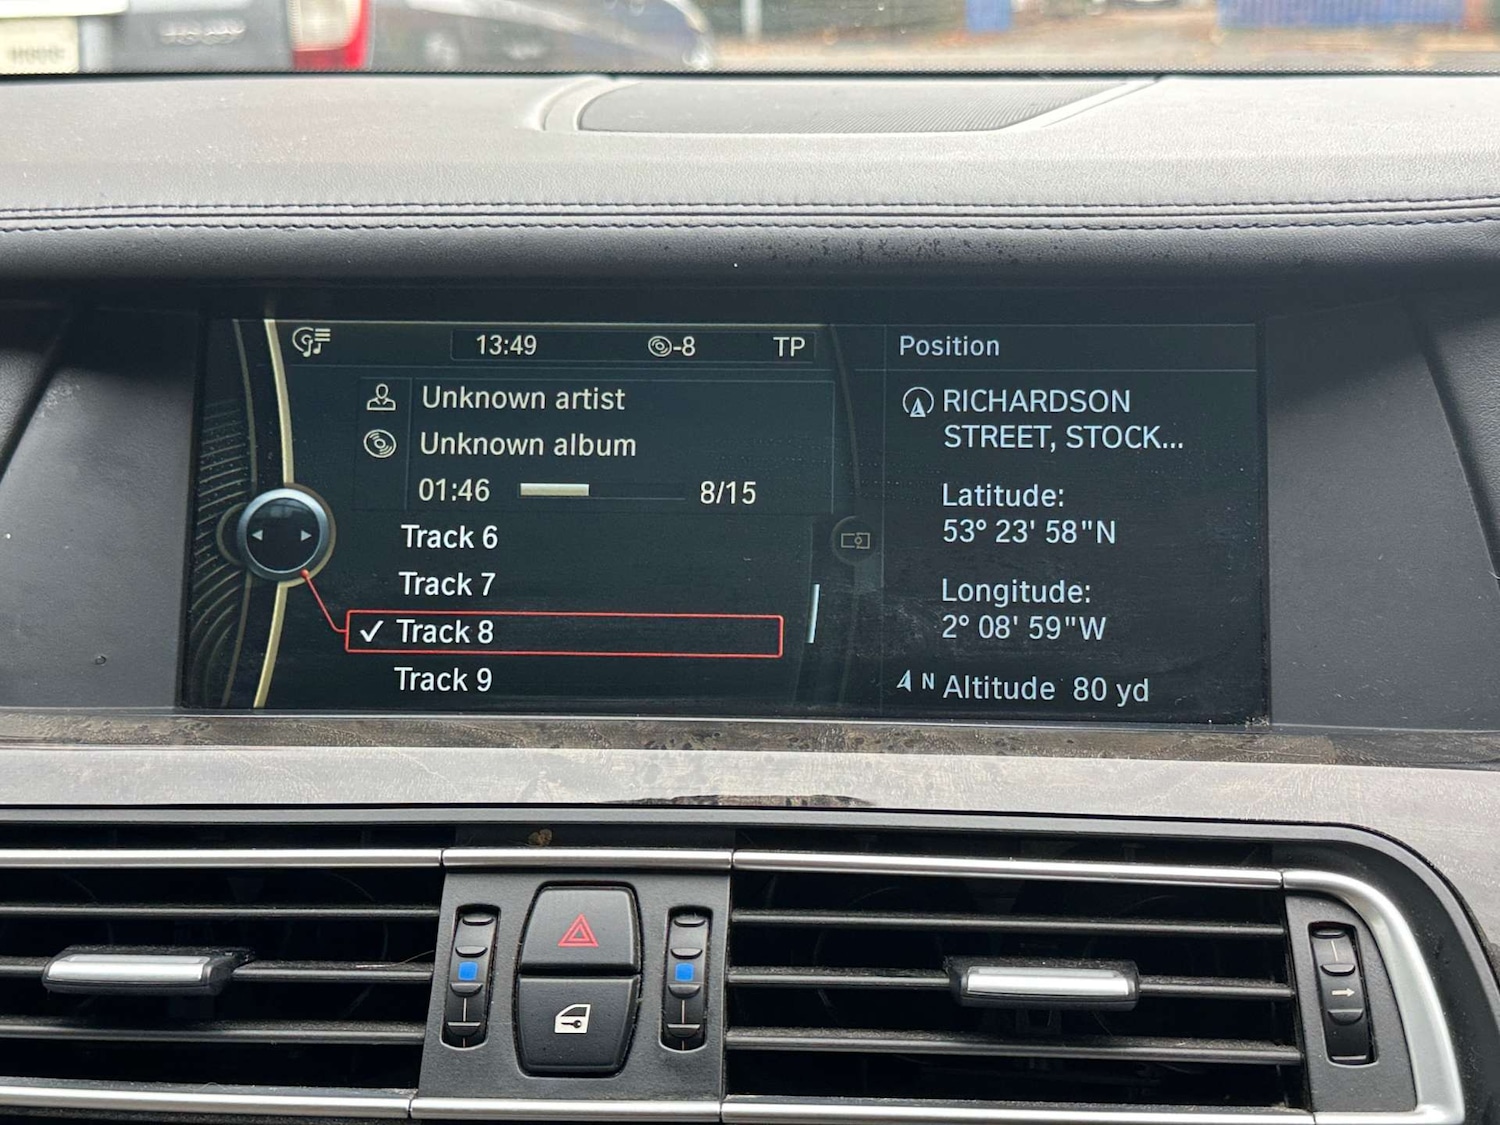 13:49 -8 TP
Unknown artist
Unknown album
01:46 8/15
Track 6
Track 7
✓ Track 8
Track 9
Position
RICHARDSON
STREET, STOCK...
Latitude:
53° 23' 58"N
Longitude:
2° 08' 59"W
N Altitude 80 yd